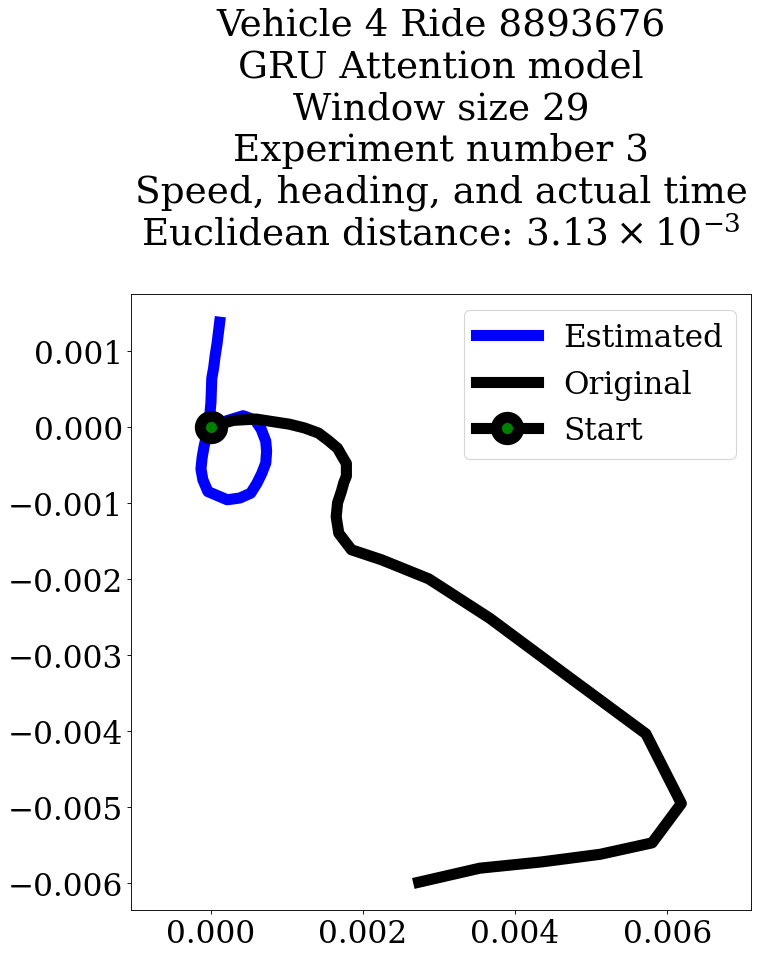 Vehicle 4 Ride 8893676
GRU Attention model
Window size 29
Experiment number 3
Speed, heading, and actual time
Euclidean distance: 3.13 × 10⁻³
Estimated
Original
Start
0.001
0.000
−0.001
−0.002
−0.003
−0.004
−0.005
−0.006
0.000 0.002 0.004 0.006